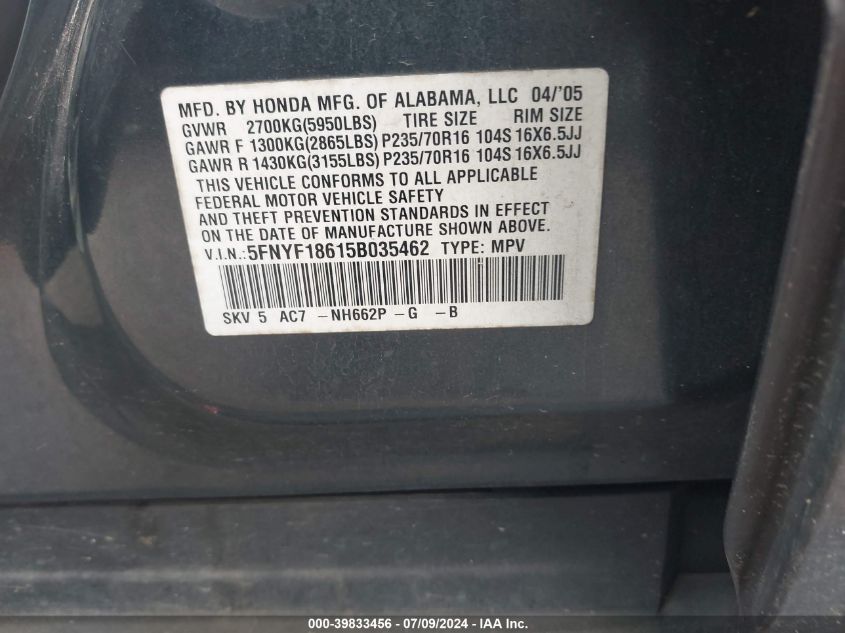 MFD. BY HONDA MFG. OF ALABAMA, LLC 04/'05
GVWR 2700KG(5950LBS) TIRE SIZE RIM SIZE
GAWR F 1300KG(2865LBS) P235/70R16 104S 16X6.5JJ
GAWR R 1430KG(3155LBS) P235/70R16 104S 16X6.5JJ
THIS VEHICLE CONFORMS TO ALL APPLICABLE
FEDERAL MOTOR VEHICLE SAFETY
AND THEFT PREVENTION STANDARDS IN EFFECT
ON THE DATE OF MANUFACTURE SHOWN ABOVE.
V.I.N.:5FNYF18615B035462 TYPE: MPV
SKV 5 AC7 -NH662P -G -B
000-39833456 - 07/09/2024 - IAA Inc.